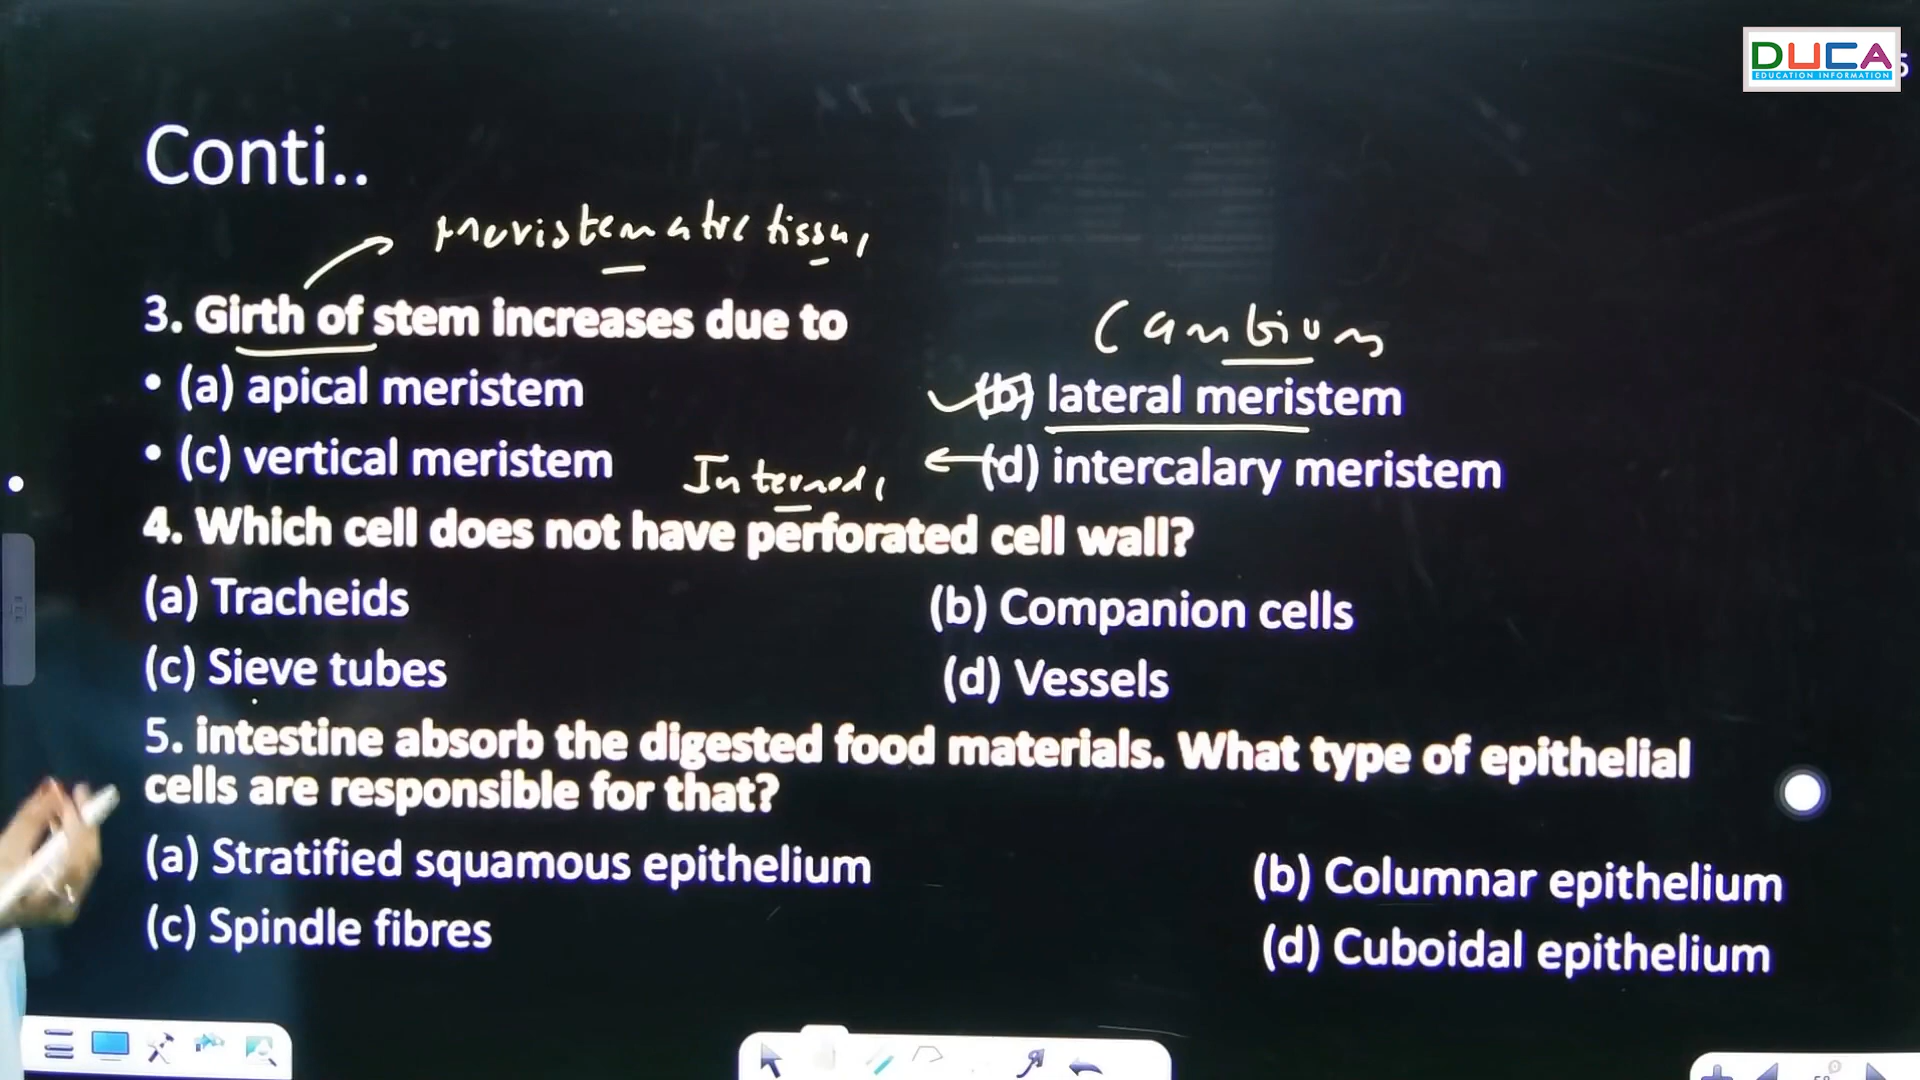 DUCA
EDUCATION INFORMATION
Conti..
3. Girth of stem increases due to
Cambium
• (a) apical meristem
(b) lateral meristem
• (c) vertical meristem
(d) intercalary meristem
4. Which cell does not have perforated cell wall?
(a) Tracheids
(b) Companion cells
(c) Sieve tubes
(d) Vessels
5. intestine absorb the digested food materials. What type of epithelial
cells are responsible for that?
(a) Stratified squamous epithelium
(b) Columnar epithelium
(c) Spindle fibres
(d) Cuboidal epithelium